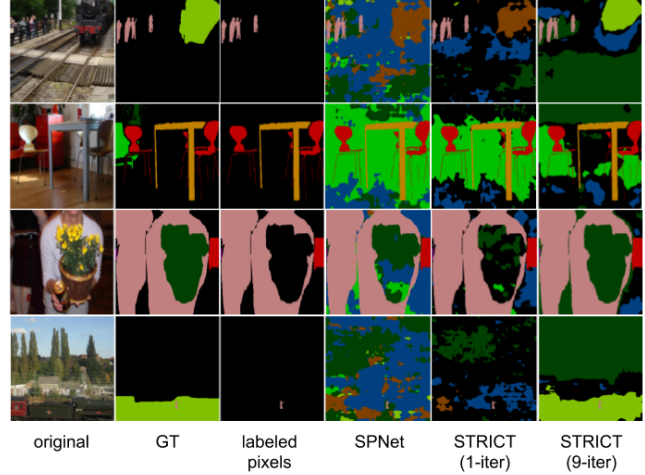 original GT labeled SPNet STRICT STRICT
pixels (1-iter) (9-iter)